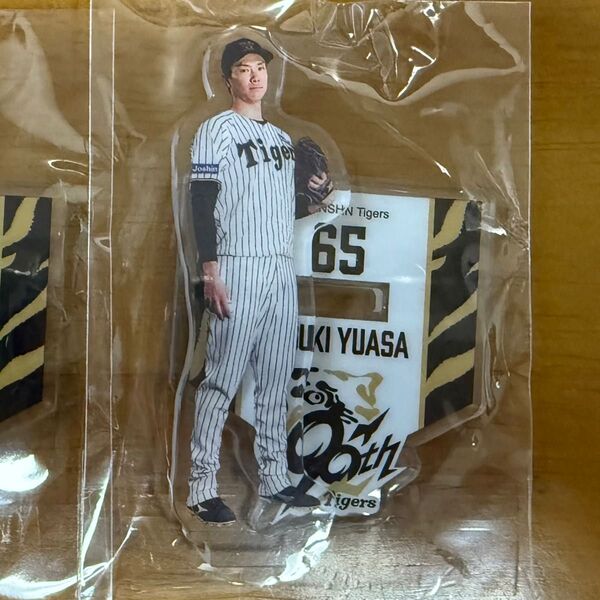 Tigers
Joshin
NSHIN Tigers
65
UKI YUASA
90th
Tigers